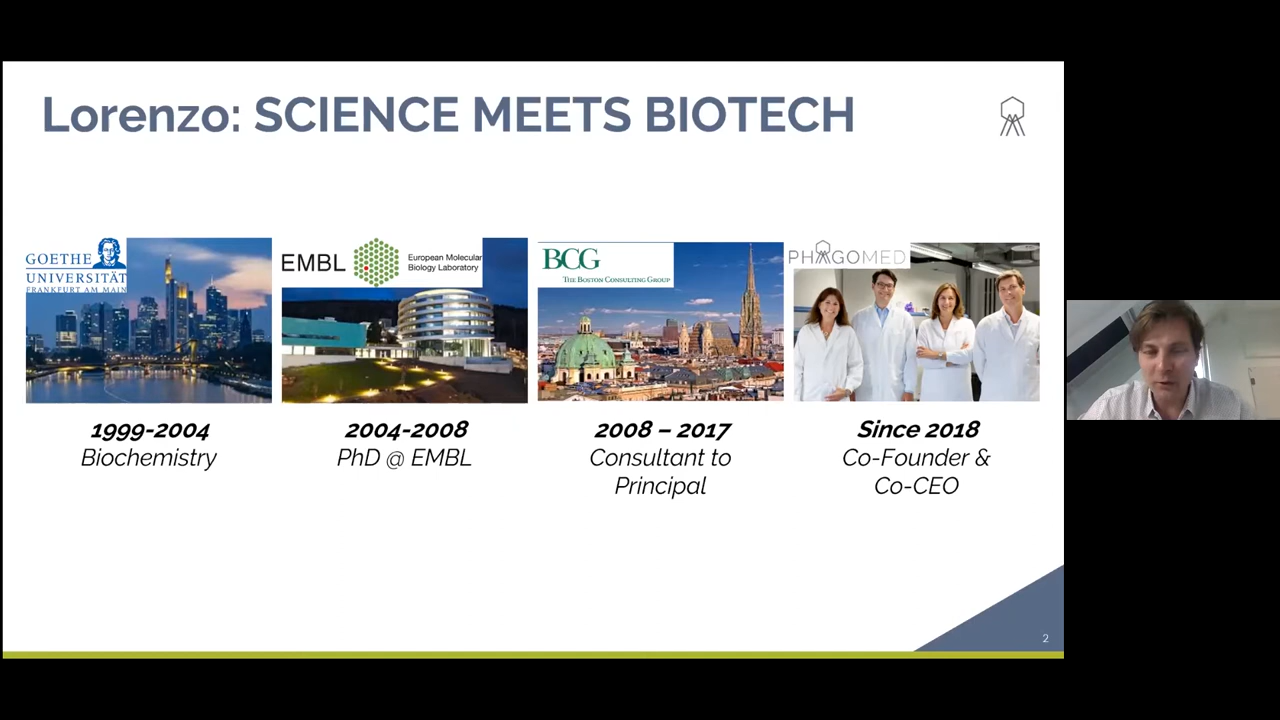 Lorenzo: SCIENCE MEETS BIOTECH
GOETHE
UNIVERSITÄT
FRANKFURT AM MAIN
EMBL
European Molecular
Biology Laboratory
BCG
THE BOSTON CONSULTING GROUP
PHAGOMED
1999-2004
Biochemistry
2004-2008
PhD @ EMBL
2008 – 2017
Consultant to
Principal
Since 2018
Co-Founder &
Co-CEO
2